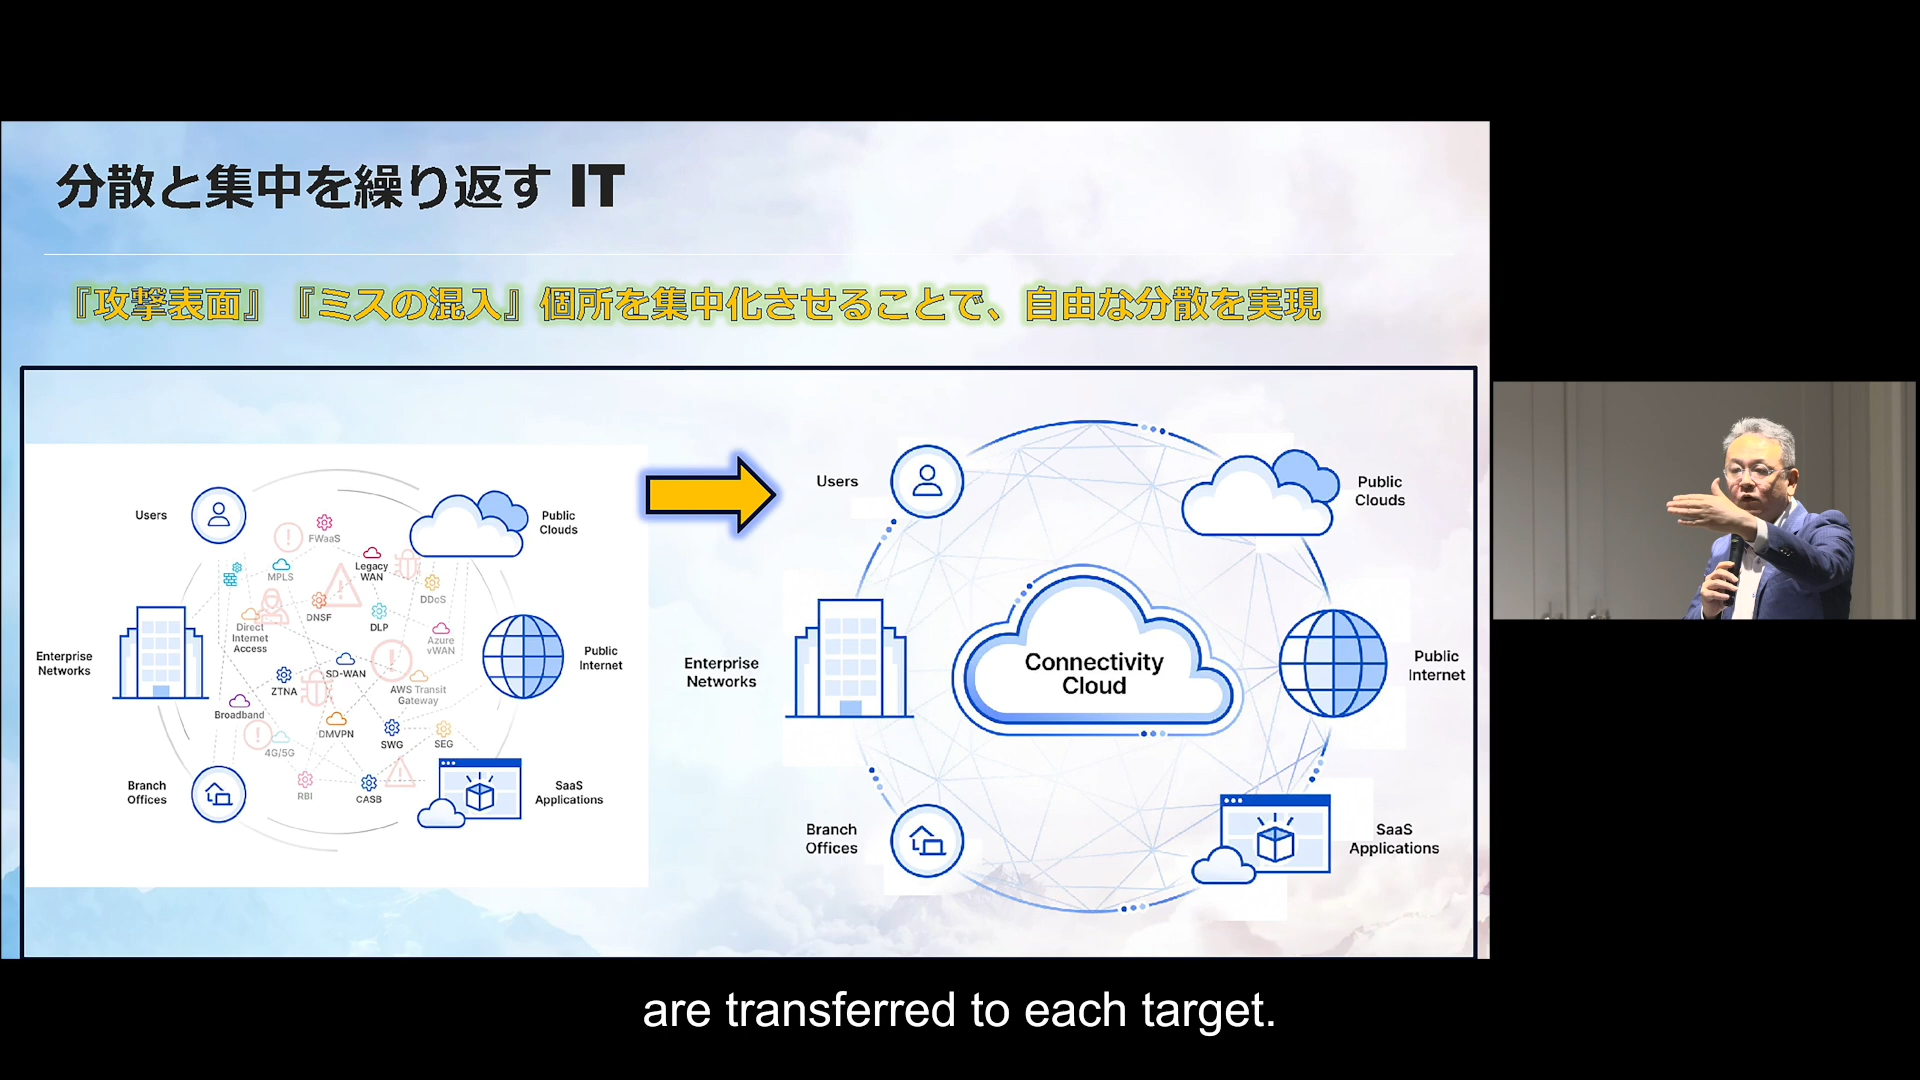 分散と集中を繰り返す IT
『攻撃表面』『ミスの混入』個所を集中化させることで、自由な分散を実現
Users
Public
Clouds
FWaaS
MPLS
Legacy
WAN
DDoS
DNSF
DLP
Direct
Internet
Access
Azure
vWAN
Enterprise
Networks
Public
Internet
SD-WAN
ZTNA
AWS Transit
Gateway
Broadband
DMVPN
SWG
SEG
4G/5G
RBI
CASB
Branch
Offices
SaaS
Applications
Users
Public
Clouds
Enterprise
Networks
Connectivity
Cloud
Public
Internet
Branch
Offices
SaaS
Applications
are transferred to each target.